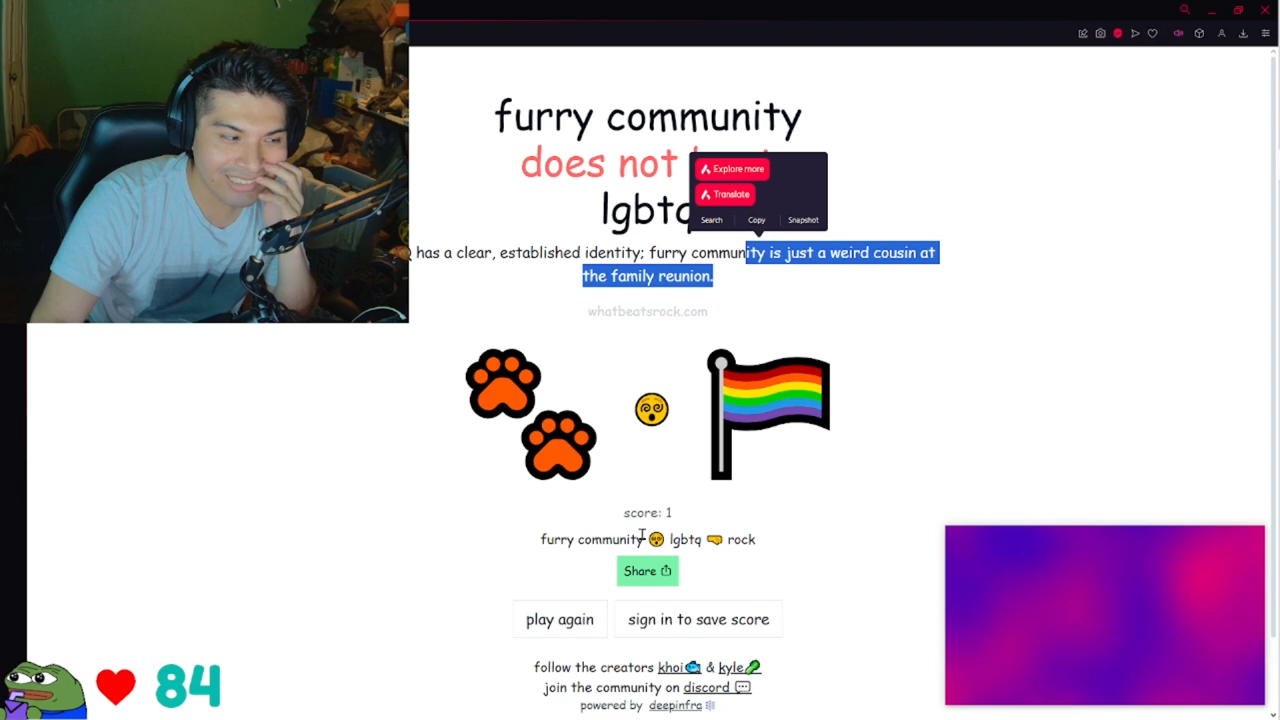 furry community
does not
Explore more
Translate
Search Copy Snapshot
lgbtq
has a clear, established identity; furry community is just a weird cousin at
the family reunion.
whatbeatsrock.com
score: 1
furry community lgbtq rock
Share
play again sign in to save score
follow the creators khoi & kyle
join the community on discord
powered by deepinfra
84